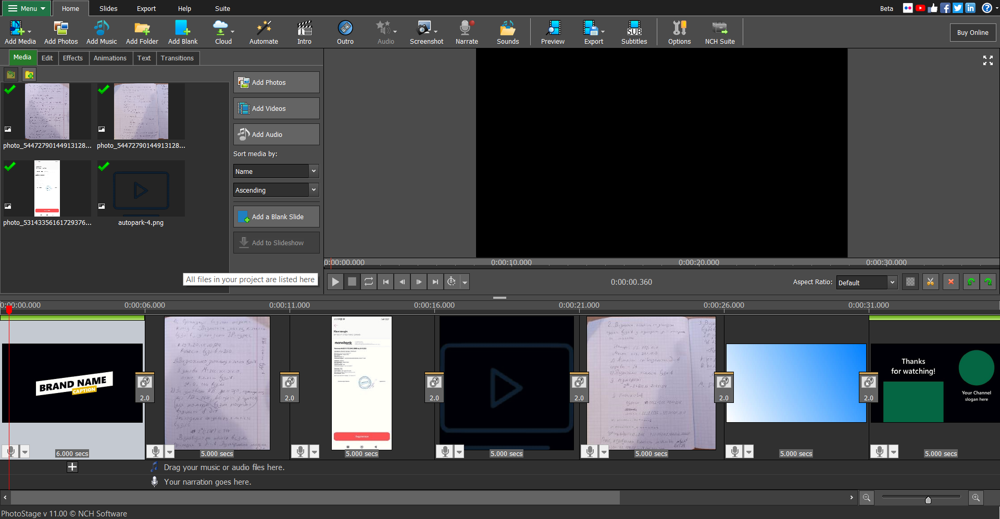 Menu
Home
Slides
Export
Help
Suite
Beta
Add Media
Add Photos
Add Music
Add Folder
Add Blank
Cloud
Automate
Intro
Outro
Audio
Screenshot
Narrate
Sounds
Preview
Export
SUB
Subtitles
Options
NCH Suite
Buy Online
Media
Edit
Effects
Animations
Text
Transitions
Add Photos
Add Videos
Add Audio
Sort media by:
Name
Ascending
Add a Blank Slide
Add to Slideshow
photo_54472790144913128...
photo_54472790144913128...
photo_53143356161729376...
autopark-4.png
All files in your project are listed here
0:00:00.000
0:00:10.000
0:00:20.000
0:00:30.000
0:00:00.360
Aspect Ratio:
Default
0:00:00.000
0:00:06.000
0:00:11.000
0:00:16.000
0:00:21.000
0:00:26.000
0:00:31.000
BRAND NAME
CAPTION
2.0
2.0
Квитанція
monobank
2.0
2.0
2.0
2.0
Thanks
for watching!
Your Channel
slogan here
6.000 secs
5.000 secs
5.000 secs
5.000 secs
5.000 secs
5.000 secs
5.000 secs
Drag your music or audio files here.
Your narration goes here.
PhotoStage v 11.00 © NCH Software